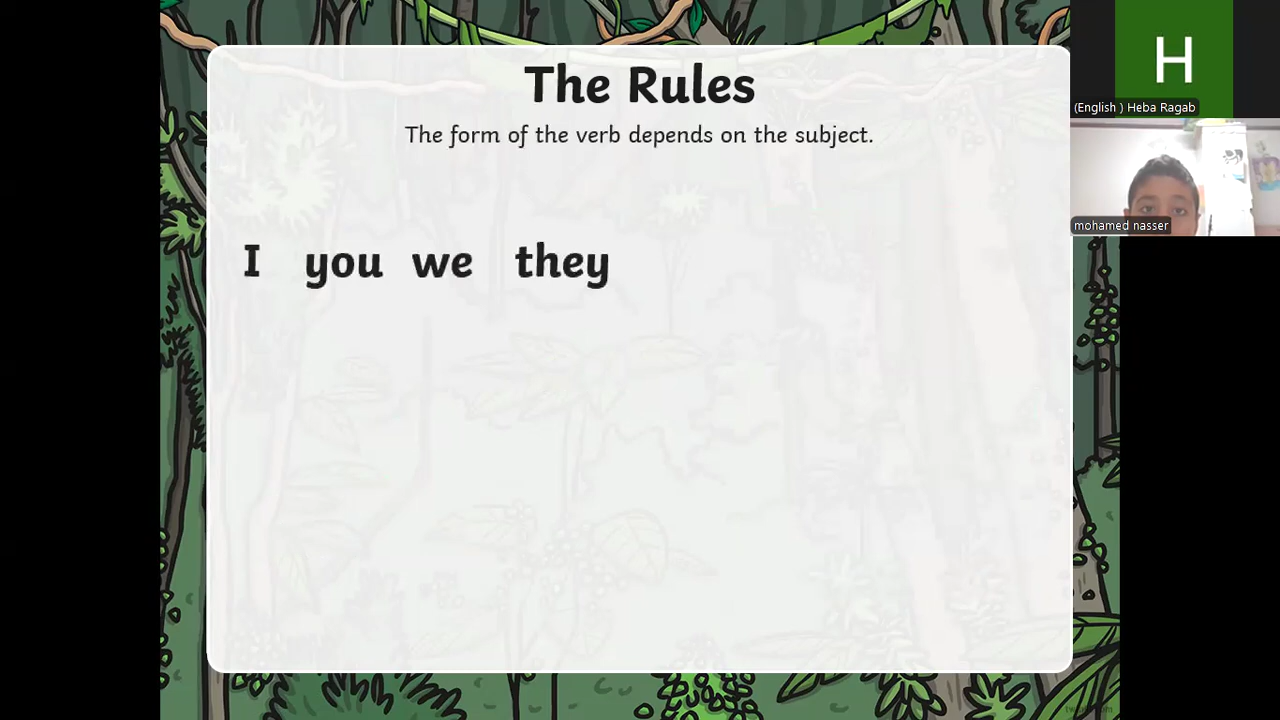 The Rules
The form of the verb depends on the subject.
I you we they
H
(English ) Heba Ragab
mohamed nasser